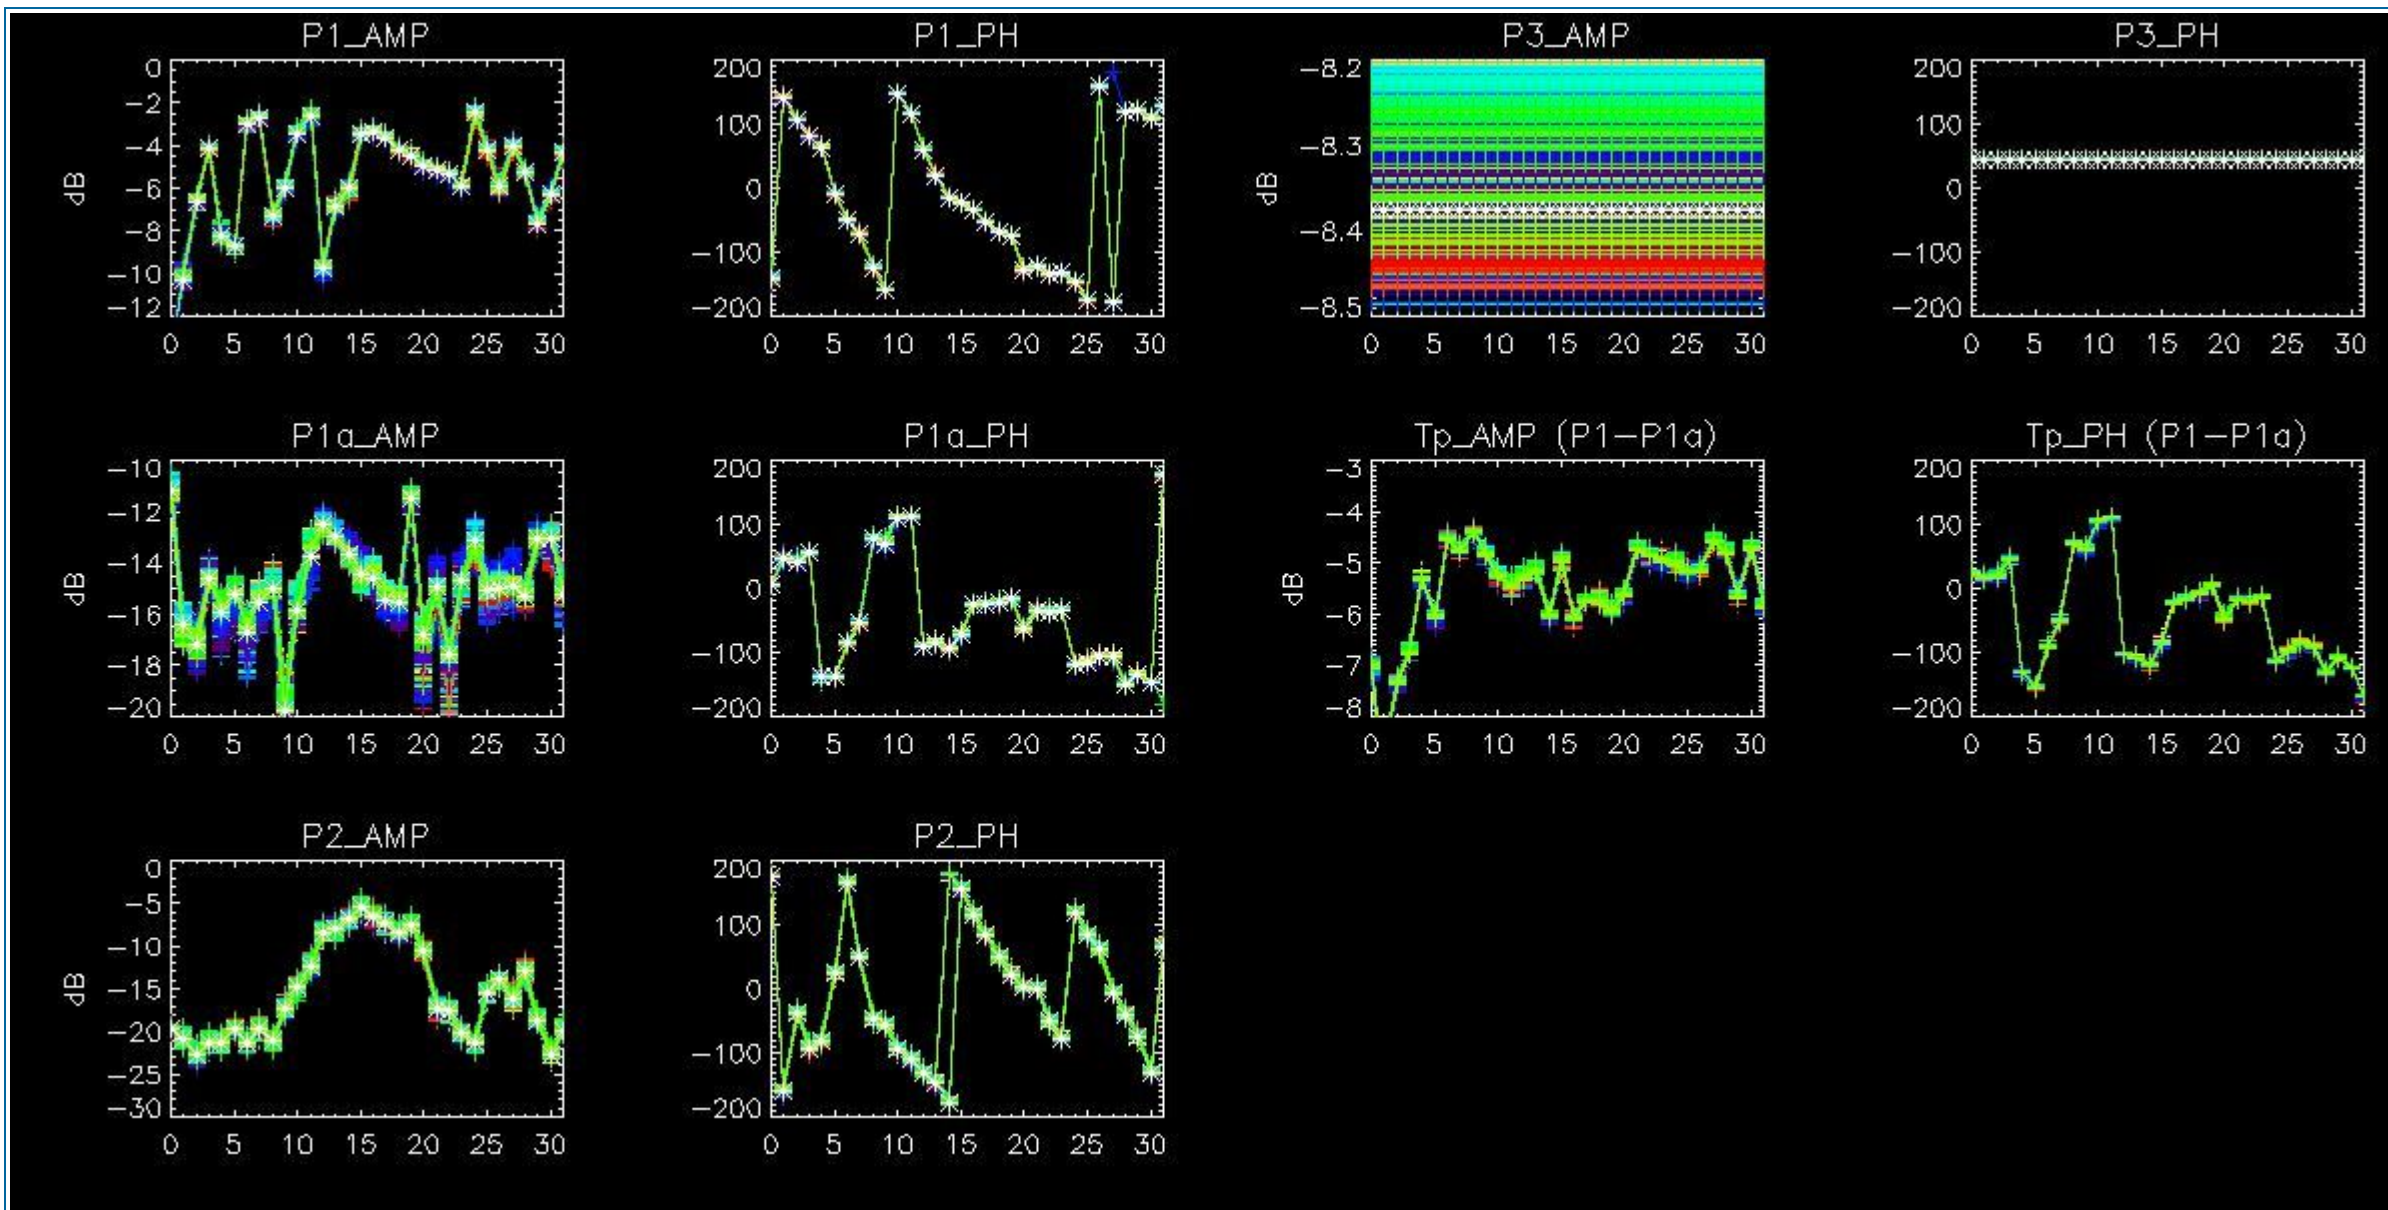 P1_AMP P1_PH P3_AMP P3_PH
0 200 -8.2 200
-2 100 -8.3 100
-4 0 -8.4 0
-6 -100 -8.5 -100
-8 -200 -200
-10
-12
dB dB
0 5 10 15 20 25 30 0 5 10 15 20 25 30 0 5 10 15 20 25 30 0 5 10 15 20 25 30
P1a_AMP P1a_PH Tp_AMP (P1-P1a) Tp_PH (P1-P1a)
-10 200 -3 200
-12 100 -4 100
-14 0 -5 0
-16 -100 -6 -100
-18 -200 -7 -200
-20 -8
dB dB
0 5 10 15 20 25 30 0 5 10 15 20 25 30 0 5 10 15 20 25 30 0 5 10 15 20 25 30
P2_AMP P2_PH
0 200
-5 100
-10 0
-15 -100
-20 -200
-25
-30
dB
0 5 10 15 20 25 30 0 5 10 15 20 25 30